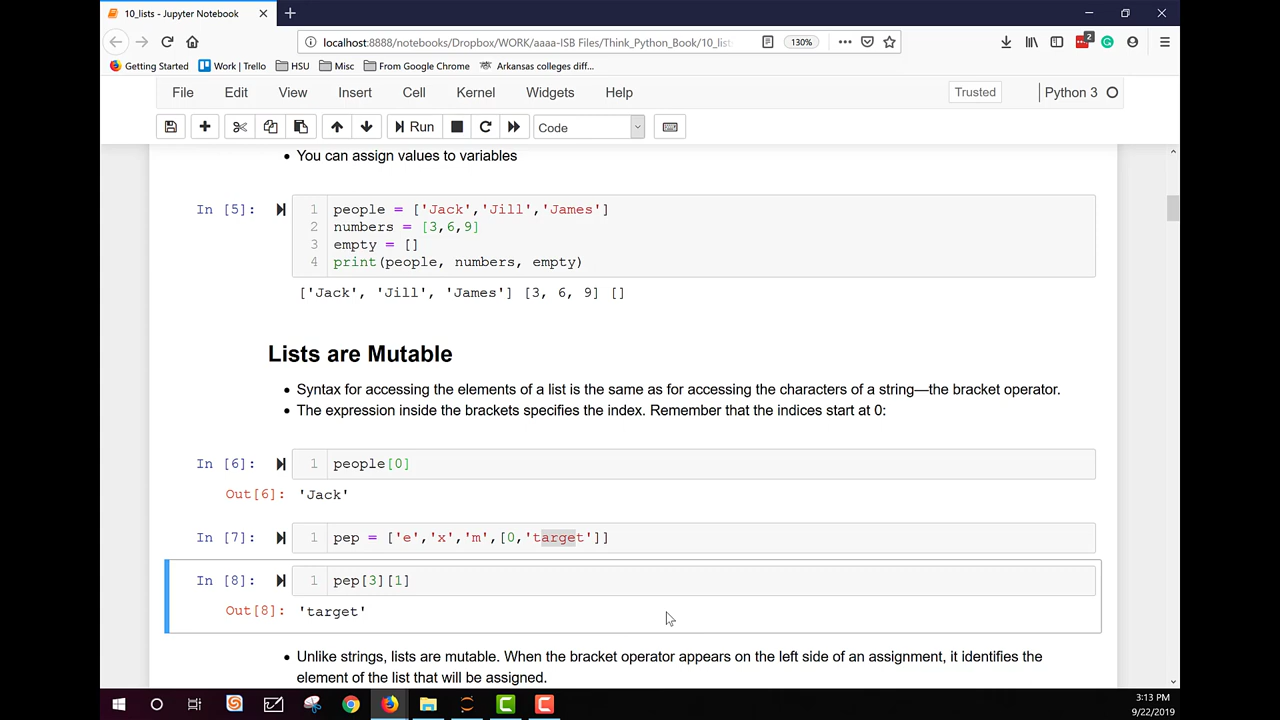 10_lists - Jupyter Notebook
localhost:8888/notebooks/Dropbox/WORK/aaaa-ISB Files/Think_Python_Book/10_lists
130%
2
Getting Started
Work | Trello
HSU
Misc
From Google Chrome
Arkansas colleges diff...
File Edit View Insert Cell Kernel Widgets Help
Trusted
Python 3
Run
Code
• You can assign values to variables
In [5]:
1 people = ['Jack','Jill','James']
2 numbers = [3,6,9]
3 empty = []
4 print(people, numbers, empty)
['Jack', 'Jill', 'James'] [3, 6, 9] []
Lists are Mutable
• Syntax for accessing the elements of a list is the same as for accessing the characters of a string—the bracket operator.
• The expression inside the brackets specifies the index. Remember that the indices start at 0:
In [6]: 1 people[0]
Out[6]: 'Jack'
In [7]: 1 pep = ['e','x','m',[0,'target']]
In [8]: 1 pep[3][1]
Out[8]: 'target'
• Unlike strings, lists are mutable. When the bracket operator appears on the left side of an assignment, it identifies the
element of the list that will be assigned.
3:13 PM
9/22/2019